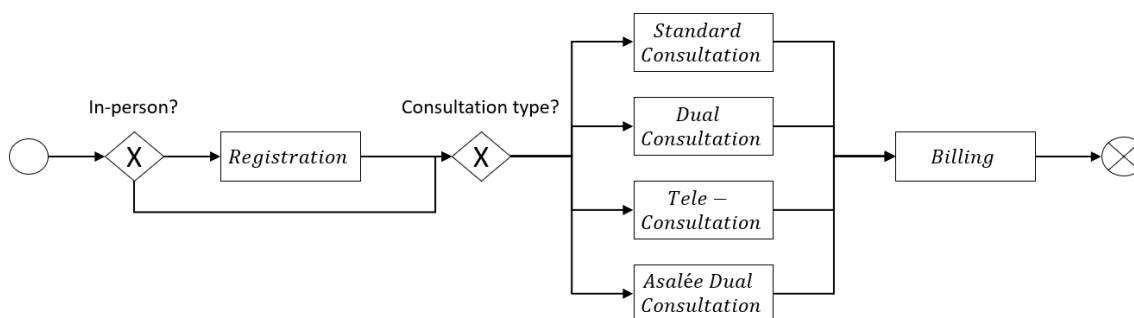 In-person?
X
Registration
Consultation type?
X
Standard
Consultation
Dual
Consultation
Tele −
Consultation
Asalée Dual
Consultation
Billing